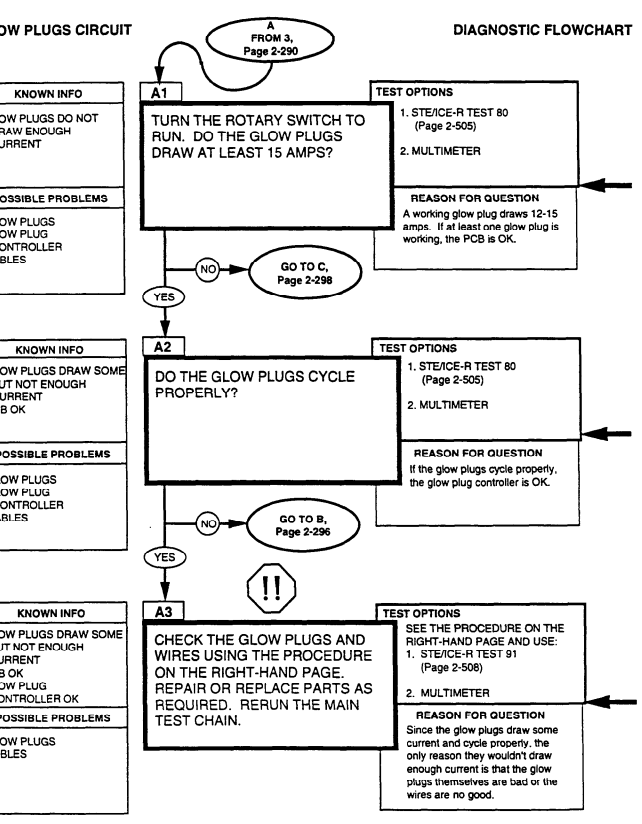 OW PLUGS CIRCUIT
A
FROM 3,
Page 2-290
DIAGNOSTIC FLOWCHART
KNOWN INFO
OW PLUGS DO NOT
RAW ENOUGH
URRENT
OSSIBLE PROBLEMS
OW PLUGS
OW PLUG
ONTROLLER
BLES
A1
TURN THE ROTARY SWITCH TO
RUN. DO THE GLOW PLUGS
DRAW AT LEAST 15 AMPS?
TEST OPTIONS
1. STE/ICE-R TEST 80
(Page 2-505)
2. MULTIMETER
REASON FOR QUESTION
A working glow plug draws 12-15
amps. If at least one glow plug is
working, the PCB is OK.
NO
GO TO C,
Page 2-298
YES
KNOWN INFO
LOW PLUGS DRAW SOME
UT NOT ENOUGH
URRENT
B OK
OSSIBLE PROBLEMS
OW PLUGS
LOW PLUG
ONTROLLER
BLES
A2
DO THE GLOW PLUGS CYCLE
PROPERLY?
TEST OPTIONS
1. STE/ICE-R TEST 80
(Page 2-505)
2. MULTIMETER
REASON FOR QUESTION
If the glow plugs cycle properly,
the glow plug controller is OK.
NO
GO TO B,
Page 2-296
YES
!!
KNOWN INFO
OW PLUGS DRAW SOME
UT NOT ENOUGH
URRENT
B OK
OW PLUG
ONTROLLER OK
POSSIBLE PROBLEMS
OW PLUGS
BLES
A3
CHECK THE GLOW PLUGS AND
WIRES USING THE PROCEDURE
ON THE RIGHT-HAND PAGE.
REPAIR OR REPLACE PARTS AS
REQUIRED. RERUN THE MAIN
TEST CHAIN.
TEST OPTIONS
SEE THE PROCEDURE ON THE
RIGHT-HAND PAGE AND USE:
1. STE/ICE-R TEST 91
(Page 2-508)
2. MULTIMETER
REASON FOR QUESTION
Since the glow plugs draw some
current and cycle properly, the
only reason they wouldn't draw
enough current is that the glow
plugs themselves are bad or the
wires are no good.